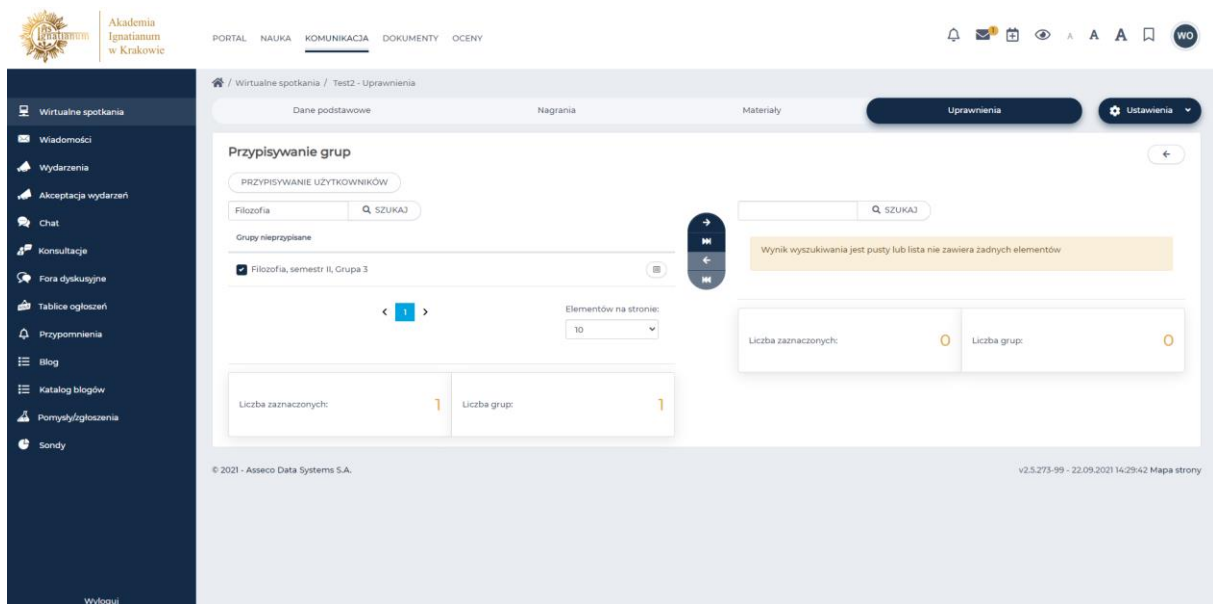 Ignatianum
Akademia
Ignatianum
w Krakowie
PORTAL NAUKA KOMUNIKACJA DOKUMENTY OCENY
A A A
WO
/ Wirtualne spotkania / Test2 - Uprawnienia
Dane podstawowe Nagrania Materiały Uprawnienia Ustawienia
Wirtualne spotkania
Wiadomości
Wydarzenia
Akceptacja wydarzeń
Chat
Konsultacje
Fora dyskusyjne
Tablice ogłoszeń
Przypomnienia
Blog
Katalog blogów
Pomysły/zgłoszenia
Sondy
Wyloguj
Przypisywanie grup
PRZYPISYWANIE UŻYTKOWNIKÓW
Filozofia SZUKAJ
Grupy nieprzypisane
Filozofia, semestr II, Grupa 3
1
Elementów na stronie:
10
Liczba zaznaczonych: 1 Liczba grup: 1
SZUKAJ
Wynik wyszukiwania jest pusty lub lista nie zawiera żadnych elementów
Liczba zaznaczonych: 0 Liczba grup: 0
© 2021 - Asseco Data Systems S.A. v2.5.273-99 - 22.09.2021 14:29:42 Mapa strony